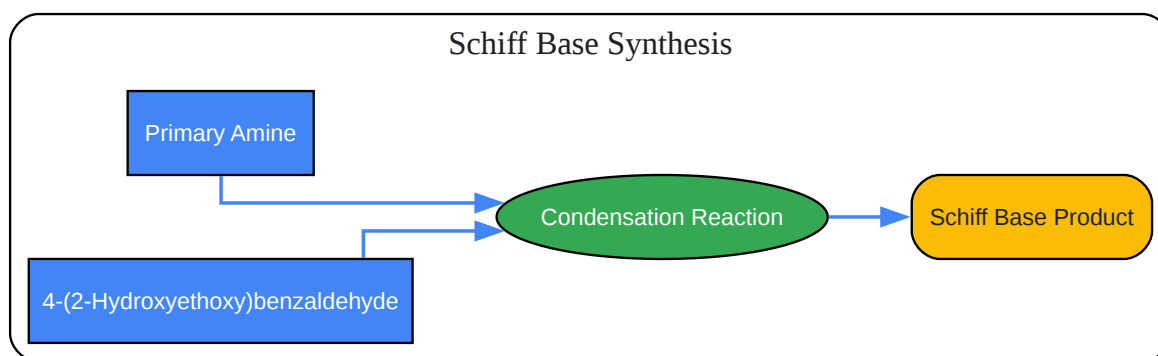 Schiff Base Synthesis
Primary Amine
Condensation Reaction
Schiff Base Product
4-(2-Hydroxyethoxy)benzaldehyde